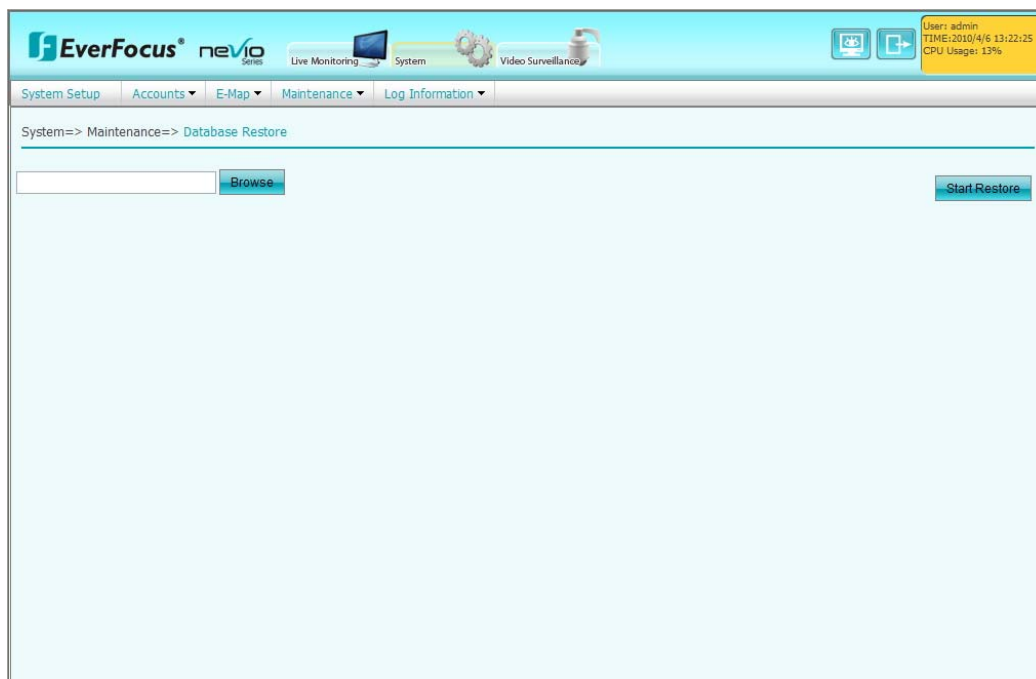 EverFocus® nevio Series
Live Monitoring
System
Video Surveillance
User: admin
TIME:2010/4/6 13:22:25
CPU Usage: 13%
System Setup
Accounts
E-Map
Maintenance
Log Information
System=> Maintenance=> Database Restore
Browse
Start Restore